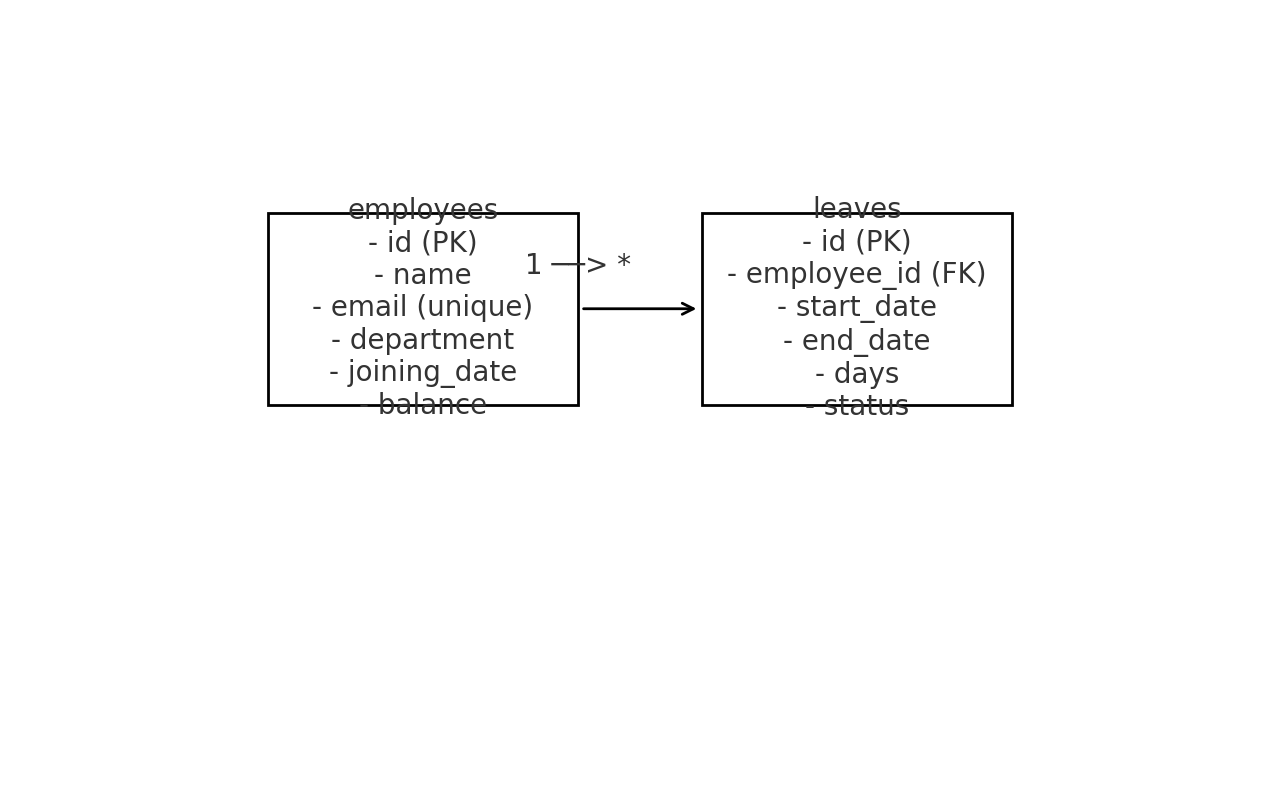 employees
- id (PK)
- name
- email (unique)
- department
- joining_date
- balance
1 ──> *
leaves
- id (PK)
- employee_id (FK)
- start_date
- end_date
- days
- status